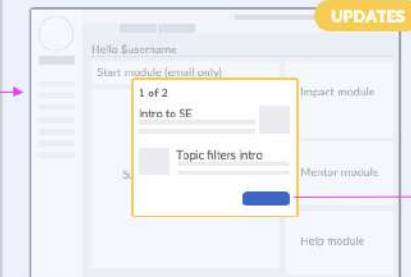 UPDATES
Hello $username
Start module (email only)
1 of 2
Intro to SE
Topic filters intro
Impact module
Mentor module
Help module